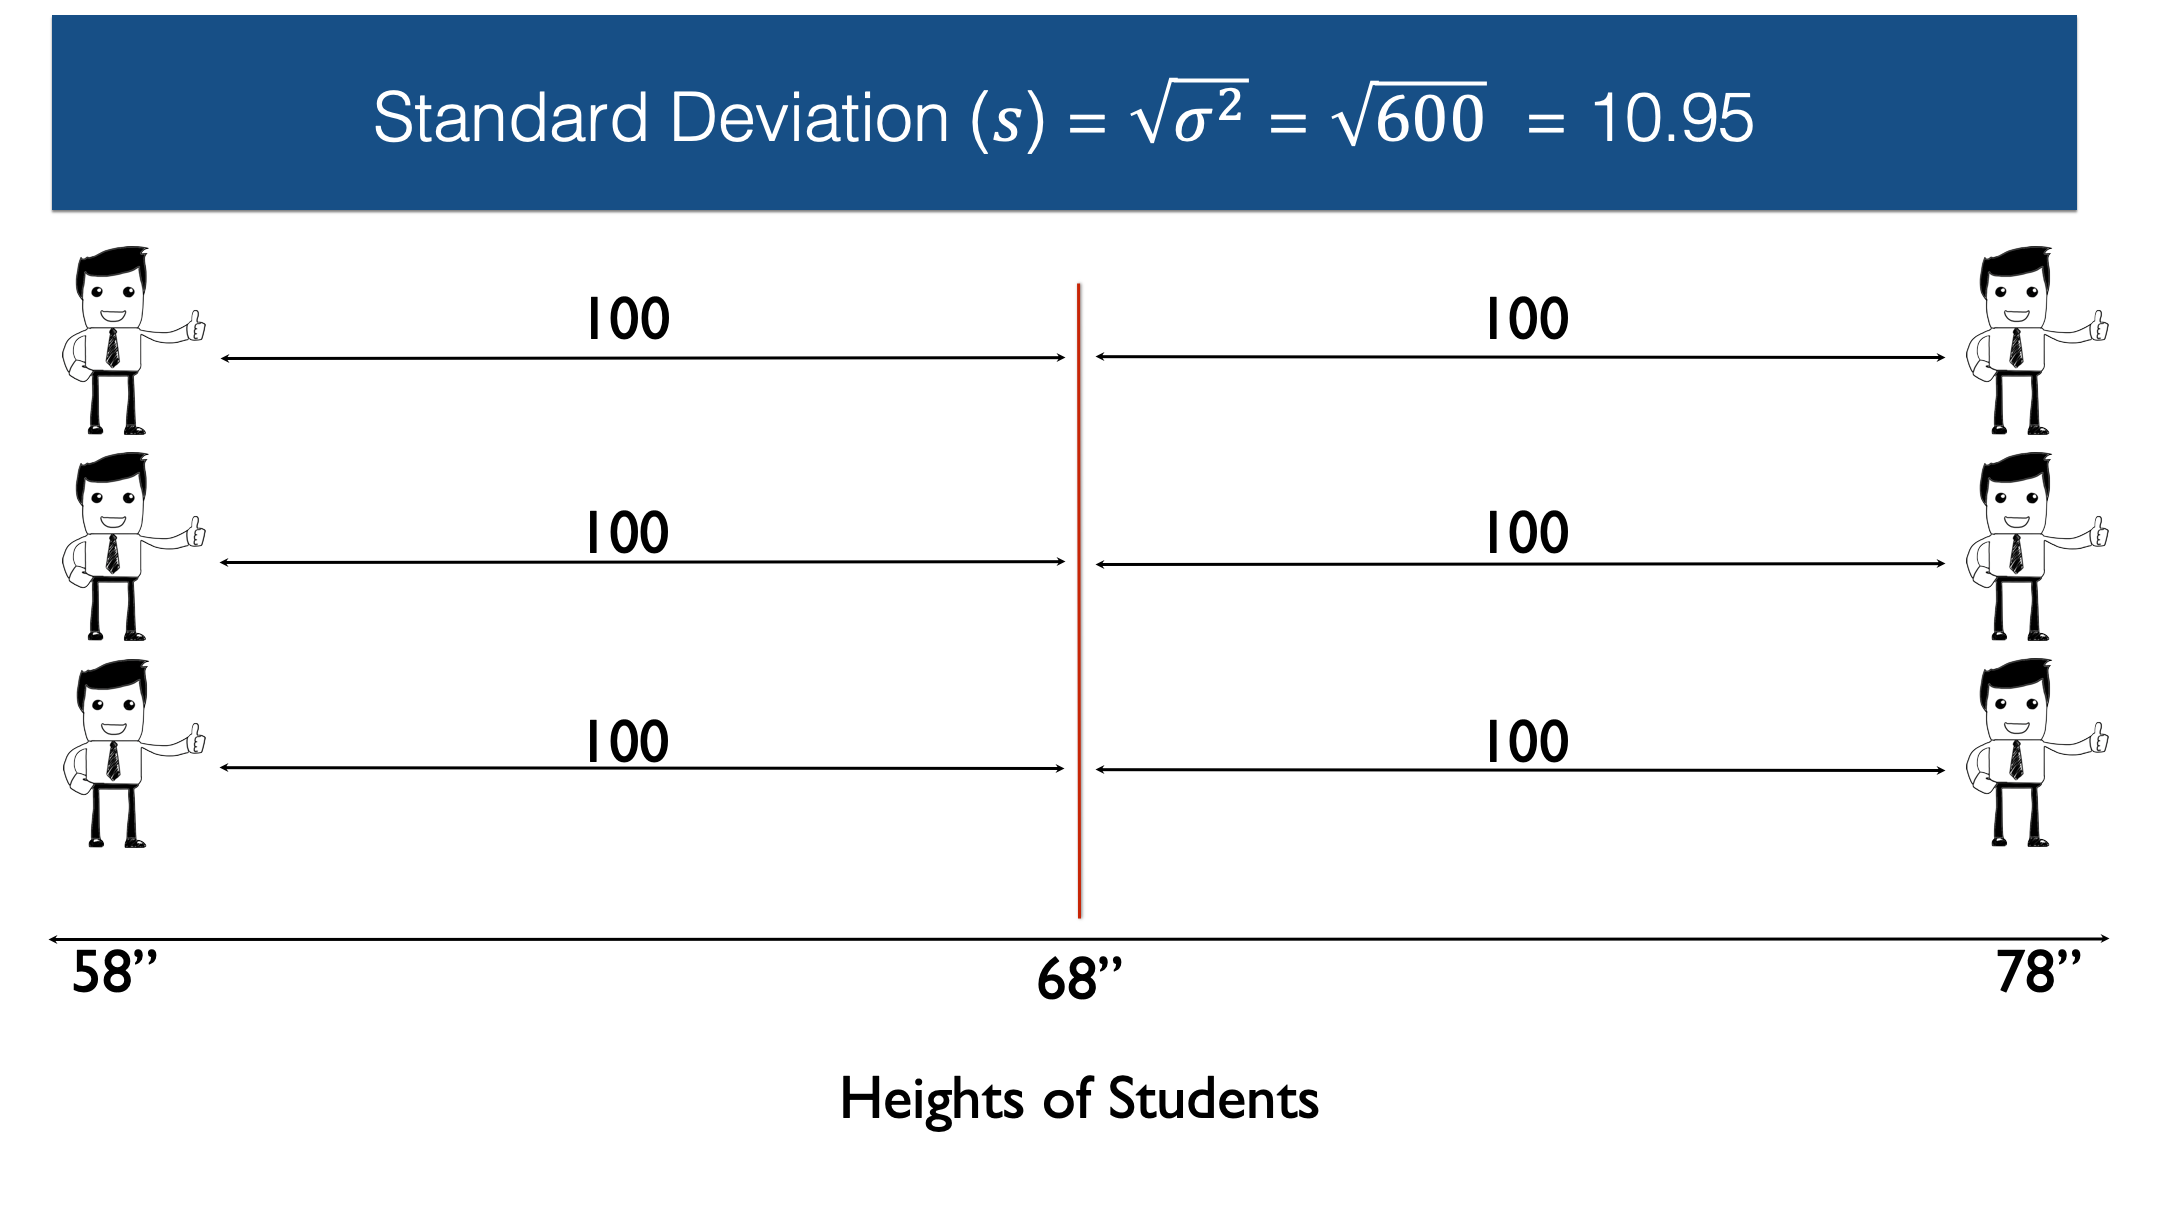 Standard Deviation (s) = √σ² = √600 = 10.95
100 100
100 100
100 100
58” 68” 78”
Heights of Students